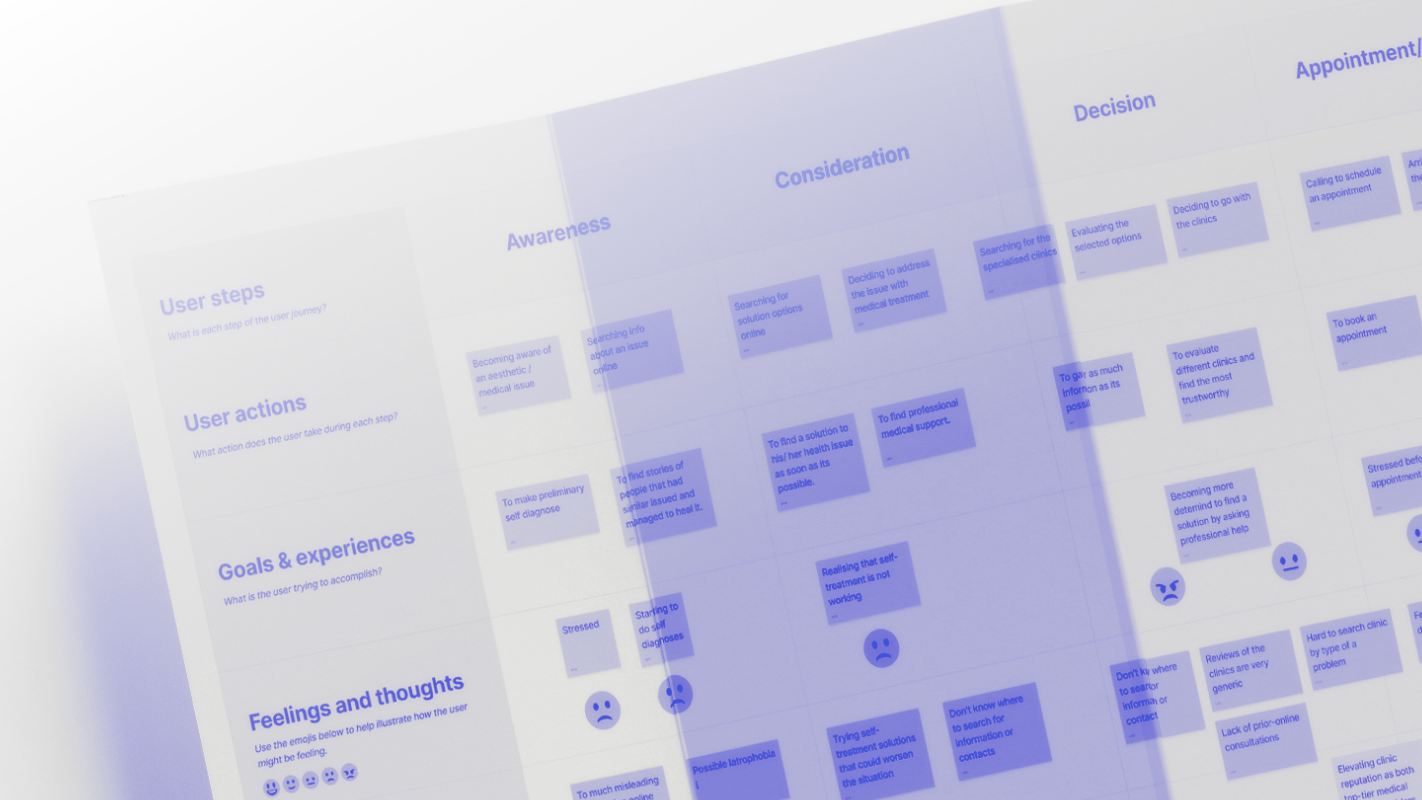 Appointment/
Decision
Consideration
Awareness
User steps
What is each step of the user journey?
Becoming aware of
an aesthetic /
medical issue
Searching info
about an issue
online
Searching for
solution options
online
Deciding to address
the issue with
medical treatment
Searching for the
specialised clinics
Evaluating the
selected options
Deciding to go with
the clinics
Calling to schedule
an appointment
User actions
What action does the user take during each step?
To make preliminary
self diagnose
To find stories of
people that had
similar issued and
managed to heal it.
To find a solution to
his/ her health issue
as soon as its
possible.
To find professional
medical support.
as much
as its
To evaluate
different clinics and
find the most
trustworthy
To book an
appointment
Goals & experiences
What is the user trying to accomplish?
Stressed
Starting to
do self
diagnoses
Realising that self-
treatment is not
working
Becoming more
detemind to find a
solution by asking
professional help
Stressed
appointment
Feelings and thoughts
Use the emojis below to help illustrate how the user
might be feeling.
To much misleading
online
Possible Iatrophobia
Trying self-
treatment solutions
that could worsen
the situation
Don't know where
to search for
information or
contacts
Don't know where
to search for
or
contact
Reviews of the
clinics are very
generic
Hard to search clinic
by type of a
problem
Lack of prior-online
consultations
Elevating clinic
reputation as both
top-tier medical